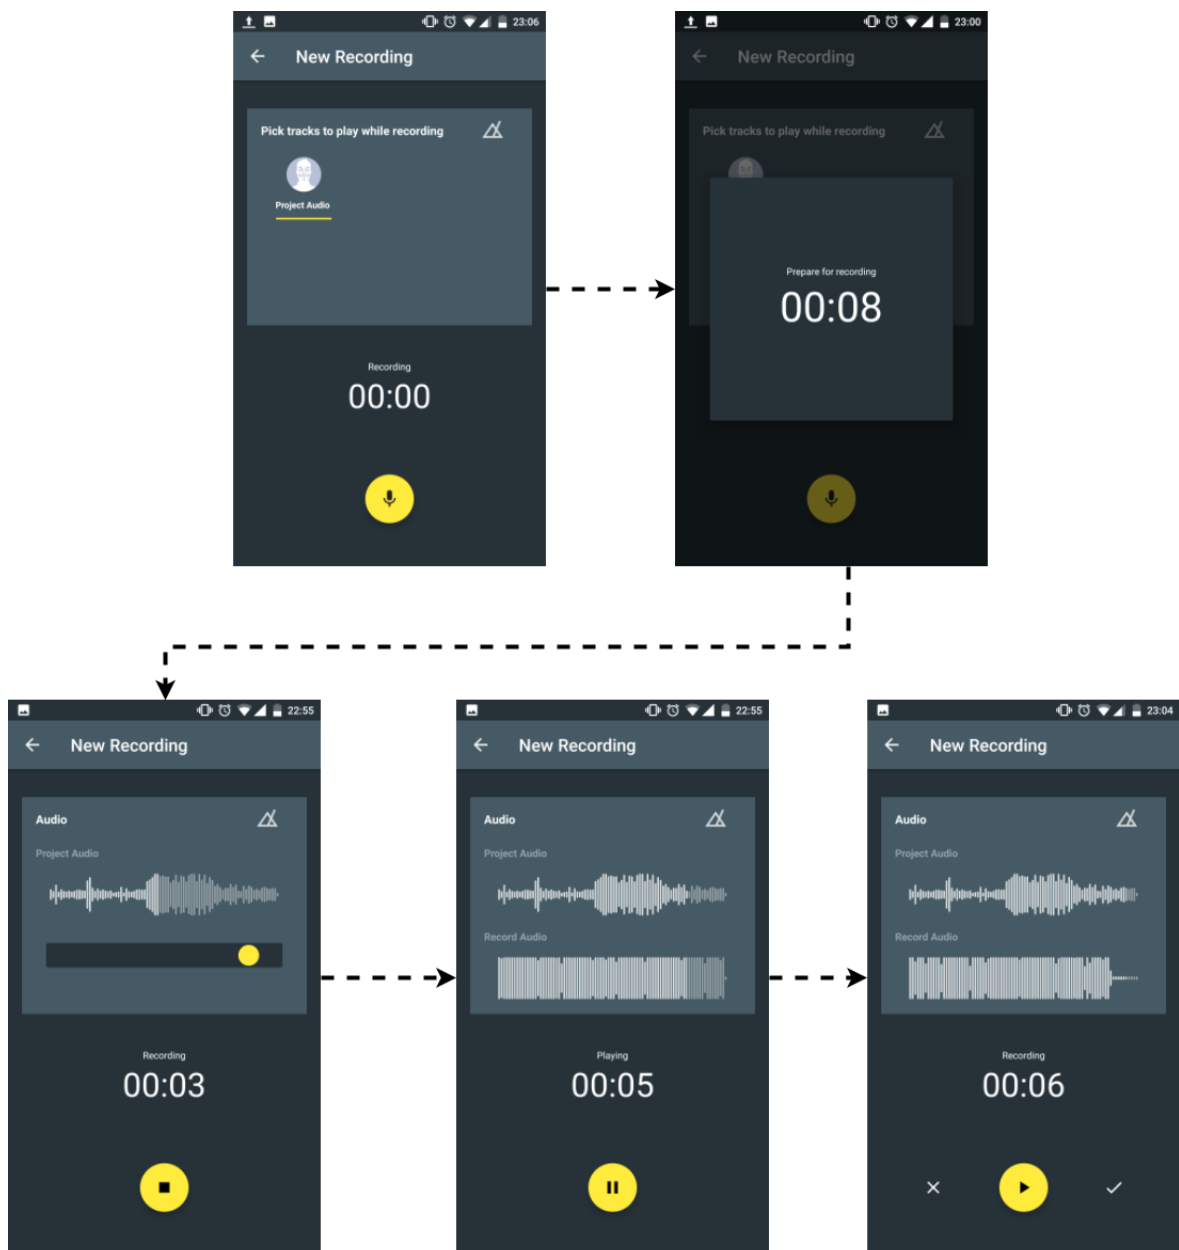 23:06
New Recording
Pick tracks to play while recording
Project Audio
Recording
00:00
23:00
New Recording
Pick tracks to play while recording
Prepare for recording
00:08
22:55
New Recording
Audio
Project Audio
Recording
00:03
22:55
New Recording
Audio
Project Audio
Record Audio
Playing
00:05
23:04
New Recording
Audio
Project Audio
Record Audio
Recording
00:06